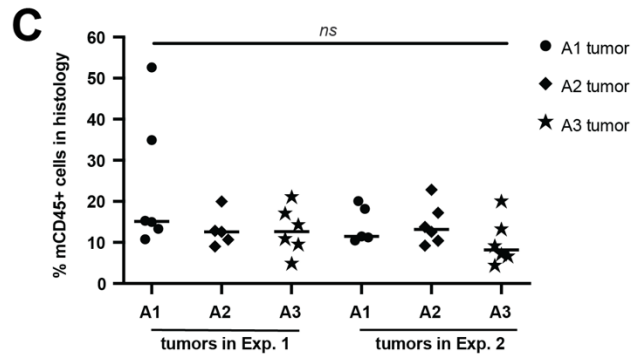 C
ns
% mCD45+ cells in histology
60
50
40
30
20
10
0
A1 tumor
A2 tumor
A3 tumor
A1 A2 A3 A1 A2 A3
tumors in Exp. 1 tumors in Exp. 2